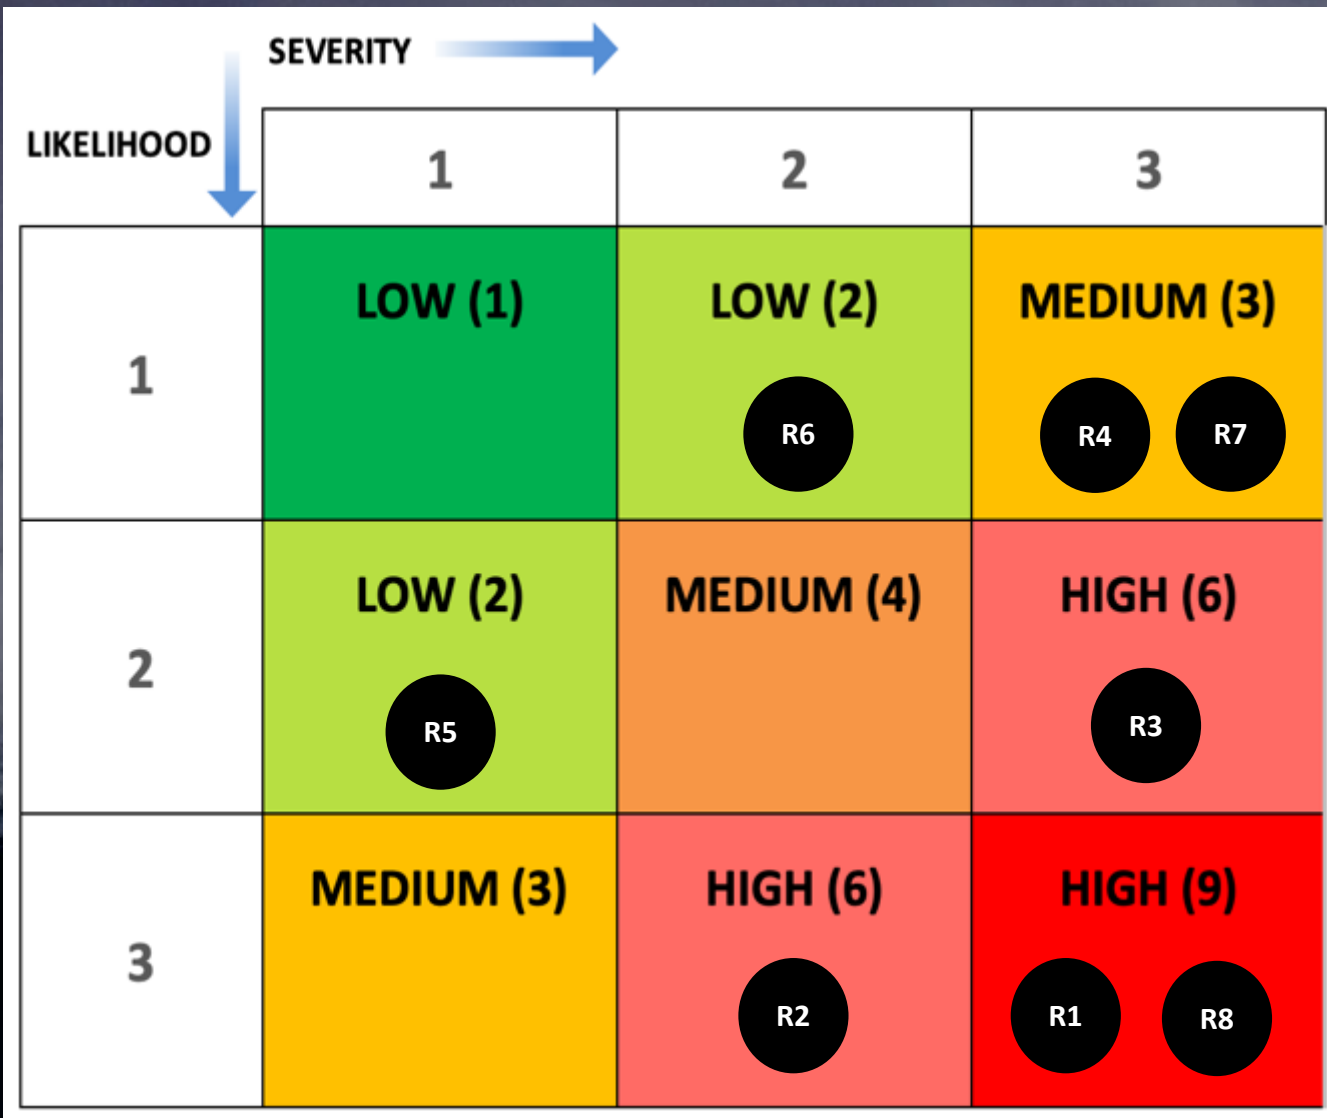 SEVERITY
LIKELIHOOD
1 2 3
1
LOW (1) LOW (2) MEDIUM (3)
R6 R4 R7
2
LOW (2) MEDIUM (4) HIGH (6)
R5 R3
3
MEDIUM (3) HIGH (6) HIGH (9)
R2 R1 R8